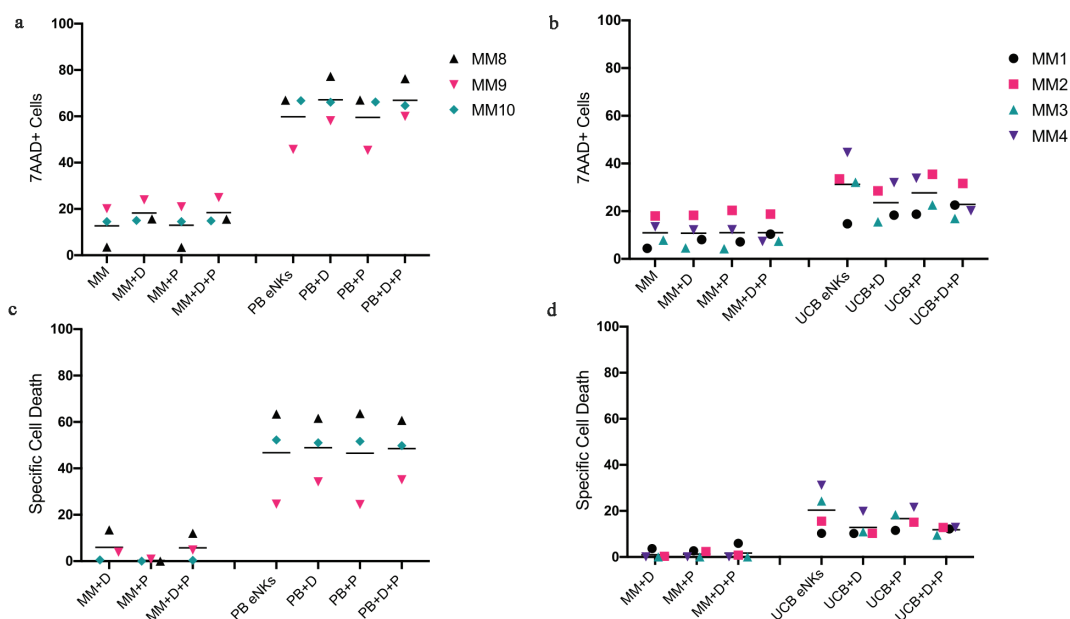 a
100
80
60
40
20
0
7AAD+ Cells
MM
MM+D
MM+P
MM+D+P
PB eNKs
PB+D
PB+P
PB+D+P
MM8
MM9
MM10
b
100
80
60
40
20
0
7AAD+ Cells
MM
MM+D
MM+P
MM+D+P
UCB eNKs
UCB+D
UCB+P
UCB+D+P
MM1
MM2
MM3
MM4
c
100
80
60
40
20
0
Specific Cell Death
MM+D
MM+P
MM+D+P
PB eNKs
PB+D
PB+P
PB+D+P
d
100
80
60
40
20
0
Specific Cell Death
MM+D
MM+P
MM+D+P
UCB eNKs
UCB+D
UCB+P
UCB+D+P